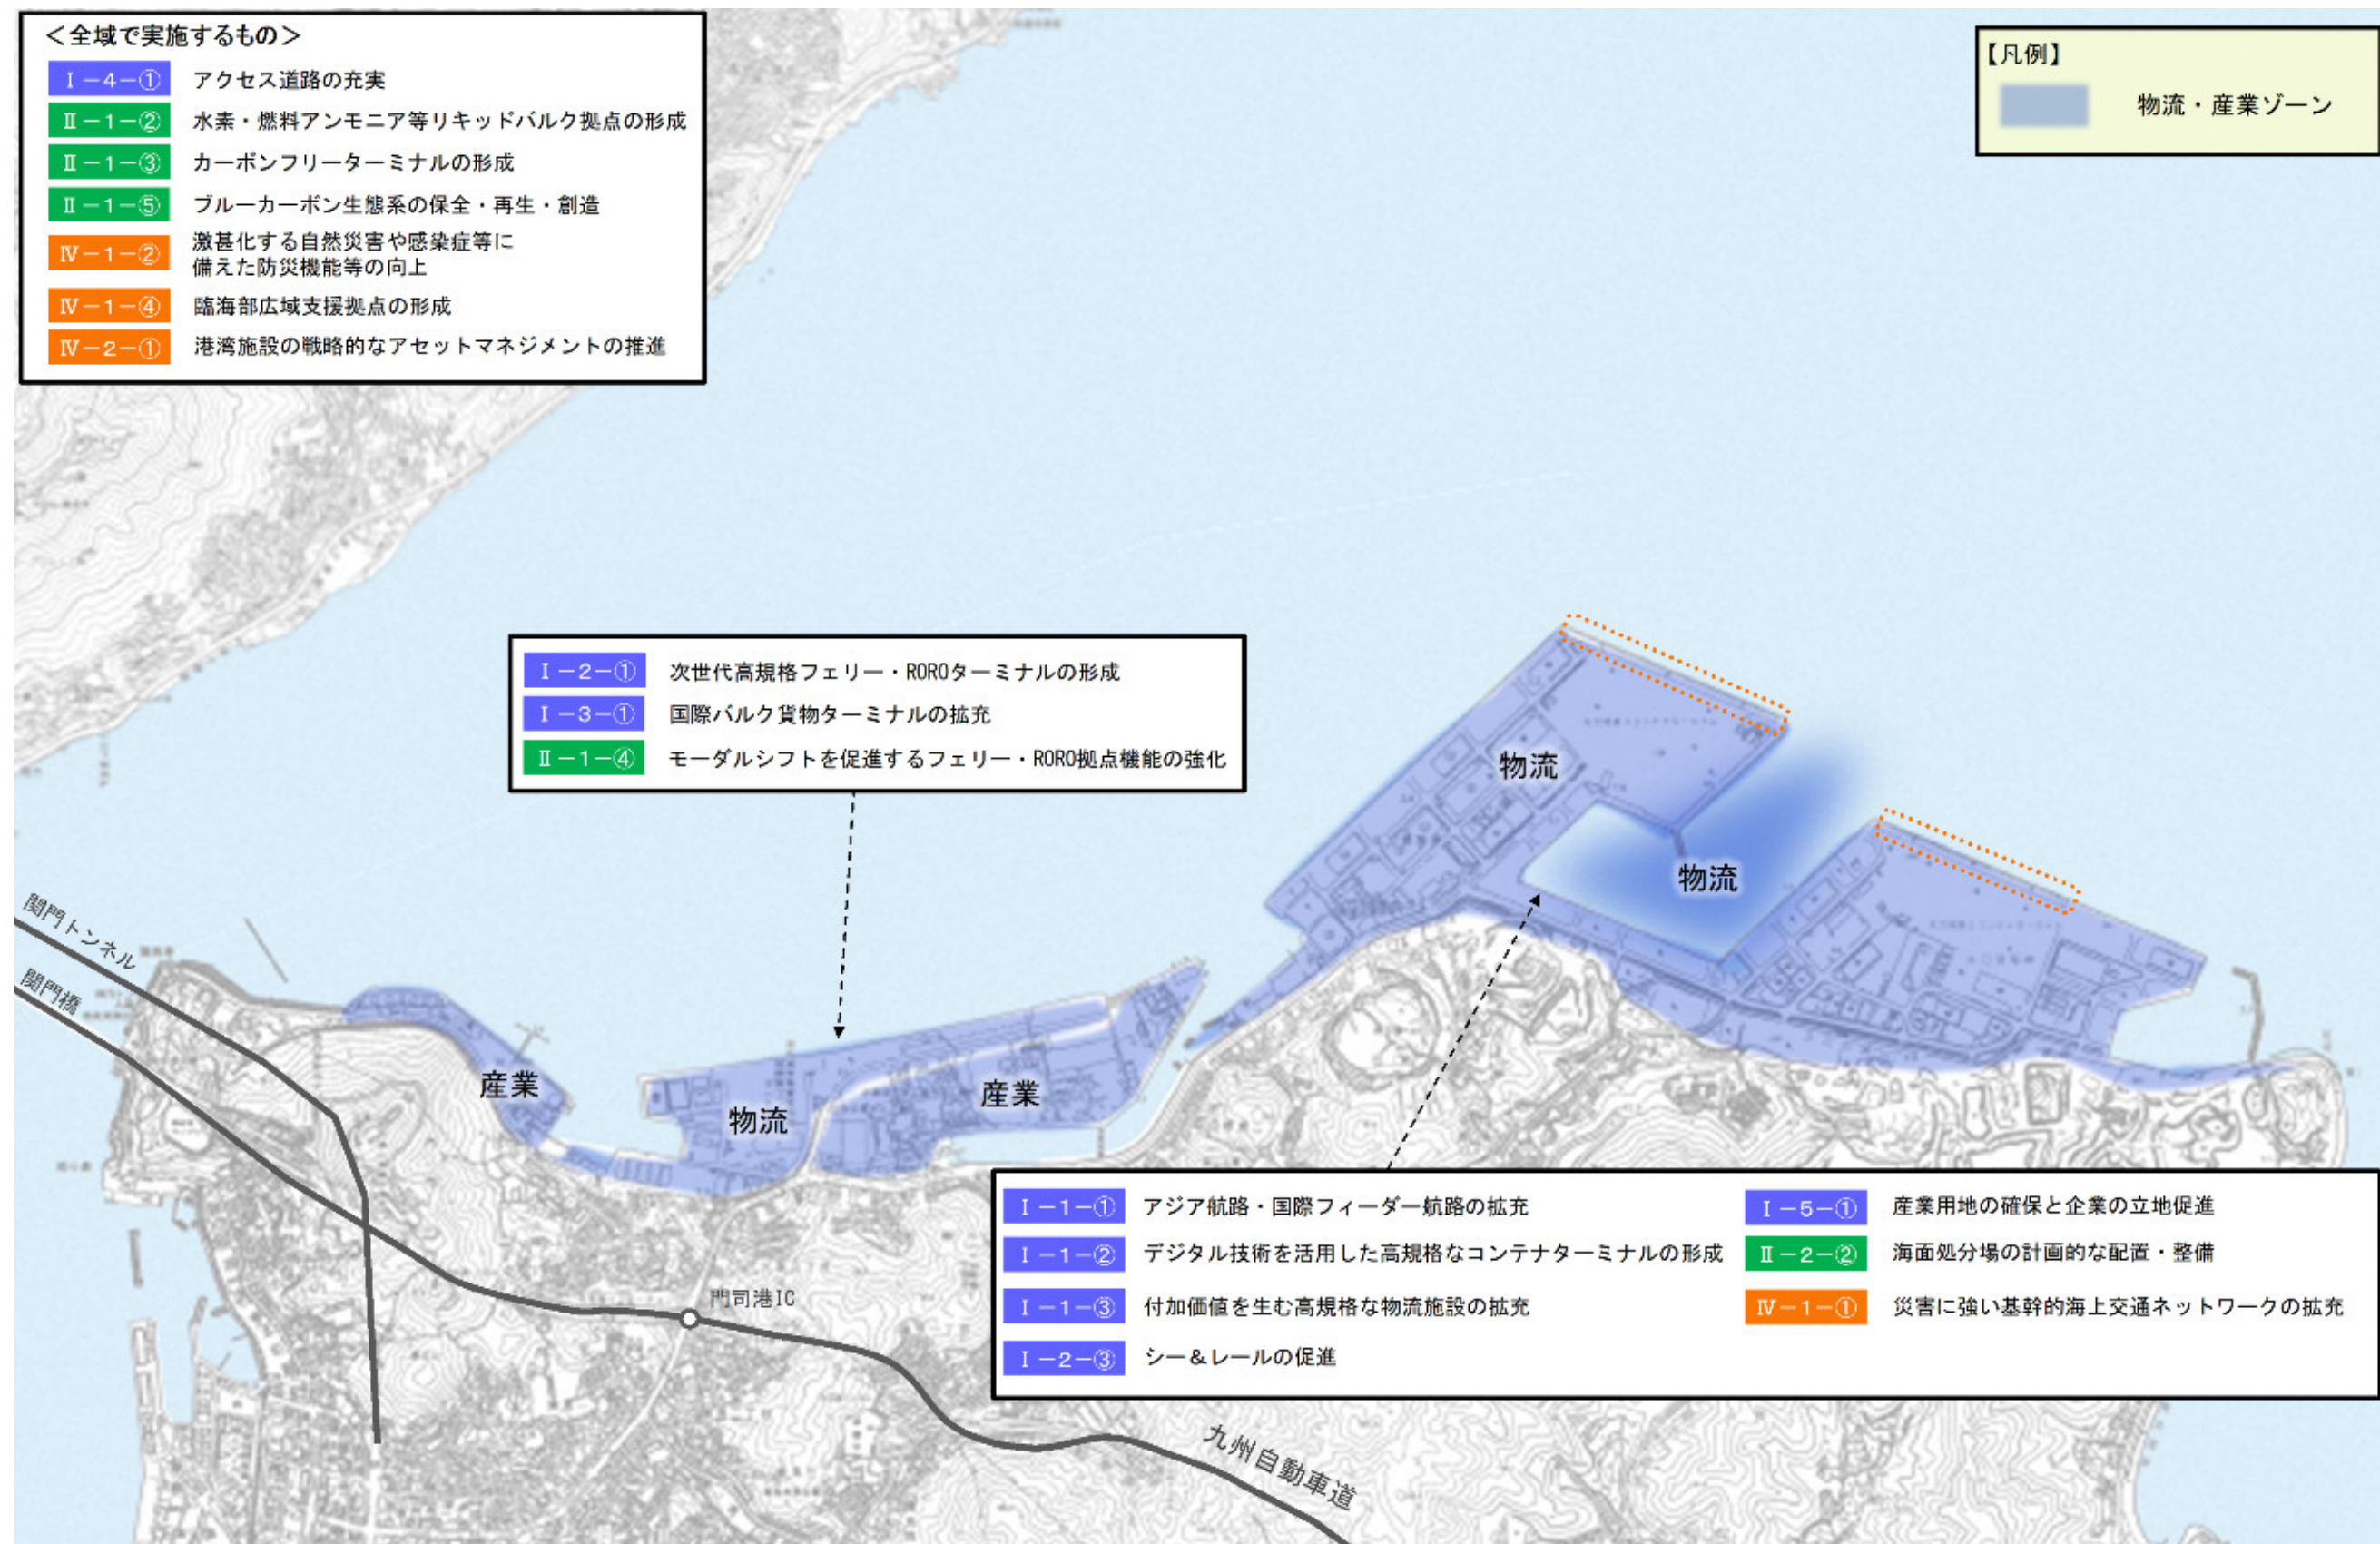 ＜全域で実施するもの＞
Ⅰ－4－① アクセス道路の充実
Ⅱ－1－② 水素・燃料アンモニア等リキッドバルク拠点の形成
Ⅱ－1－③ カーボンフリーターミナルの形成
Ⅱ－1－⑤ ブルーカーボン生態系の保全・再生・創造
Ⅳ－1－② 激甚化する自然災害や感染症等に
備えた防災機能等の向上
Ⅳ－1－④ 臨海部広域支援拠点の形成
Ⅳ－2－① 港湾施設の戦略的なアセットマネジメントの推進
【凡例】
物流・産業ゾーン
Ⅰ－2－① 次世代高規格フェリー・ROROターミナルの形成
Ⅰ－3－① 国際バルク貨物ターミナルの拡充
Ⅱ－1－④ モーダルシフトを促進するフェリー・RORO拠点機能の強化
物流
物流
関門トンネル
関門橋
産業
物流
産業
Ⅰ－1－① アジア航路・国際フィーダー航路の拡充
Ⅰ－1－② デジタル技術を活用した高規格なコンテナターミナルの形成
Ⅰ－1－③ 付加価値を生む高規格な物流施設の拡充
Ⅰ－2－③ シー＆レールの促進
Ⅰ－5－① 産業用地の確保と企業の立地促進
Ⅱ－2－② 海面処分場の計画的な配置・整備
Ⅳ－1－① 災害に強い基幹的海上交通ネットワークの拡充
門司港IC
九州自動車道